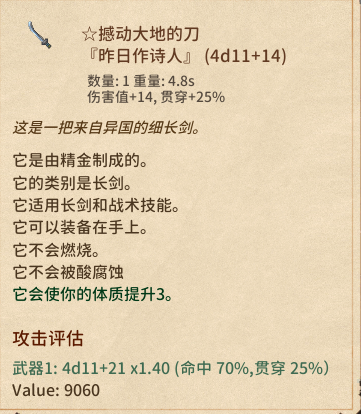 ☆撼动大地的刀
『昨日作诗人』 (4d11+14)
数量: 1 重量: 4.8s
伤害值+14, 贯穿+25%
这是一把来自异国的细长剑。
它是由精金制成的。
它的类别是长剑。
它适用长剑和战术技能。
它可以装备在手上。
它不会燃烧。
它不会被酸腐蚀
它会使你的体质提升3。
攻击评估
武器1: 4d11+21 x1.40 (命中 70%,贯穿 25%)
Value: 9060